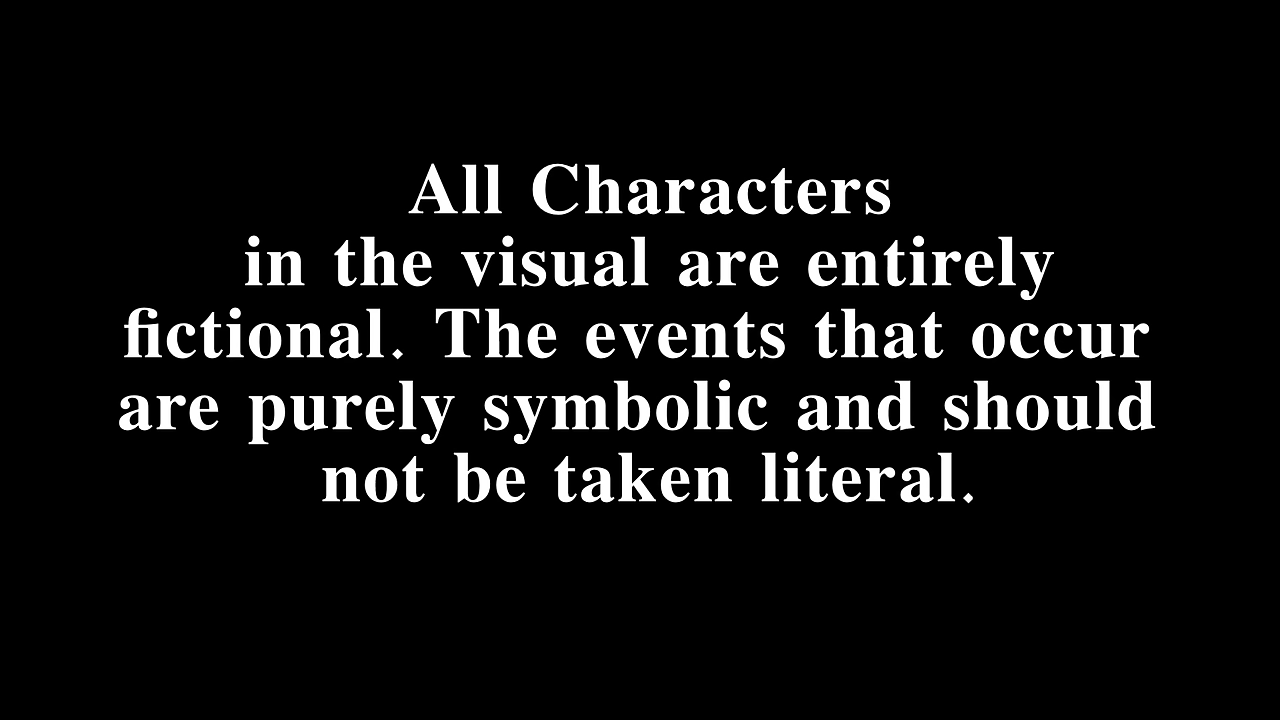 All Characters
in the visual are entirely
fictional. The events that occur
are purely symbolic and should
not be taken literal.